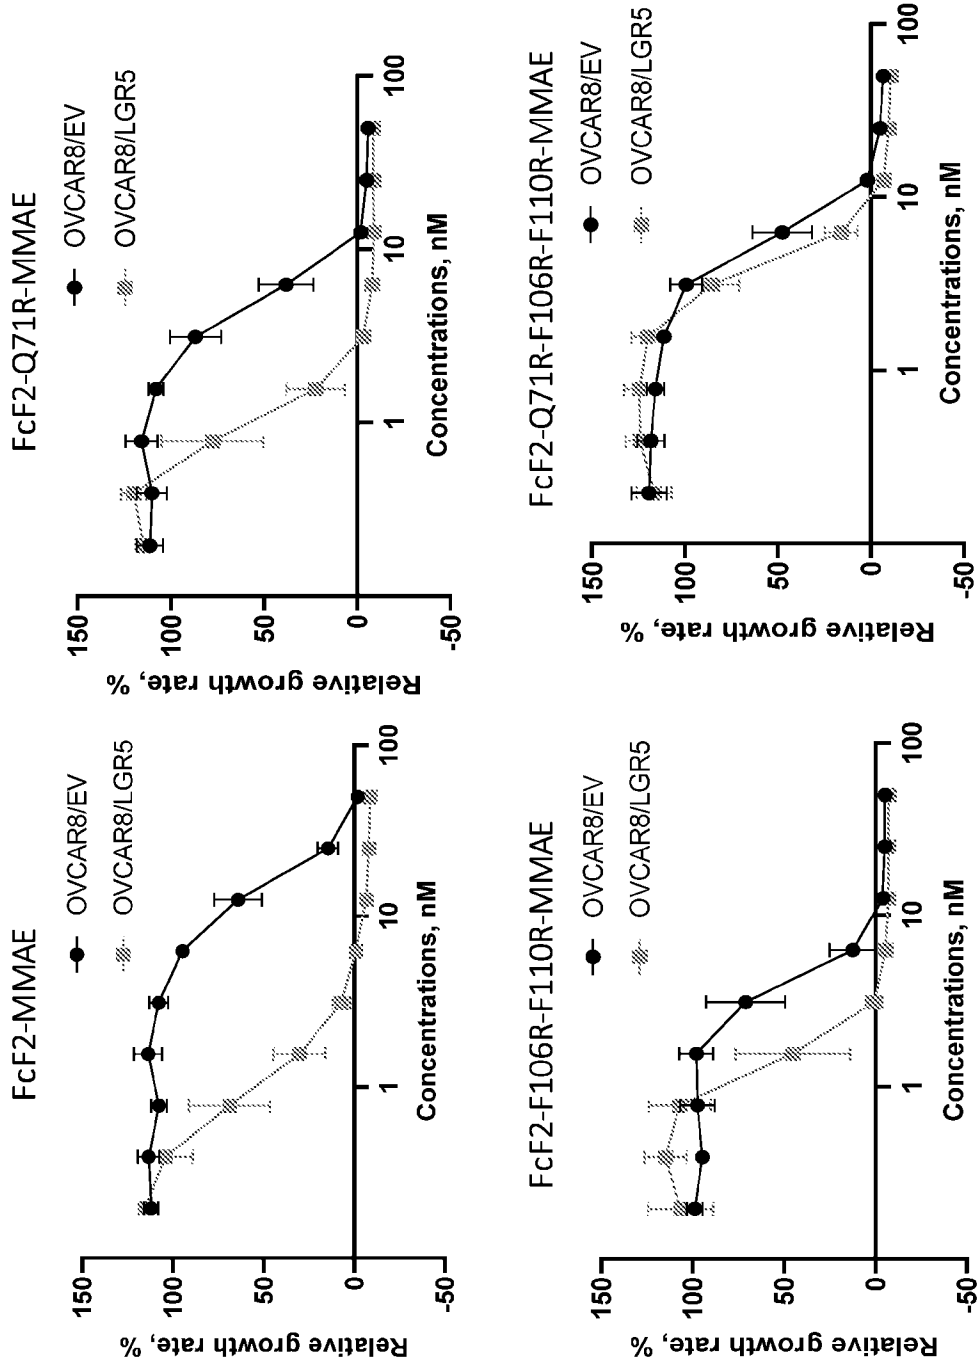 FcF2-MMAE
OVCAR8/EV
OVCAR8/LGR5
Relative growth rate, %
150
100
50
0
-50
1
10
100
Concentrations, nM
FcF2-Q71R-MMAE
OVCAR8/EV
OVCAR8/LGR5
Relative growth rate, %
150
100
50
0
-50
1
10
100
Concentrations, nM
FcF2-F106R-F110R-MMAE
OVCAR8/EV
OVCAR8/LGR5
Relative growth rate, %
150
100
50
0
-50
1
10
100
Concentrations, nM
FcF2-Q71R-F106R-F110R-MMAE
OVCAR8/EV
OVCAR8/LGR5
Relative growth rate, %
150
100
50
0
-50
1
10
100
Concentrations, nM